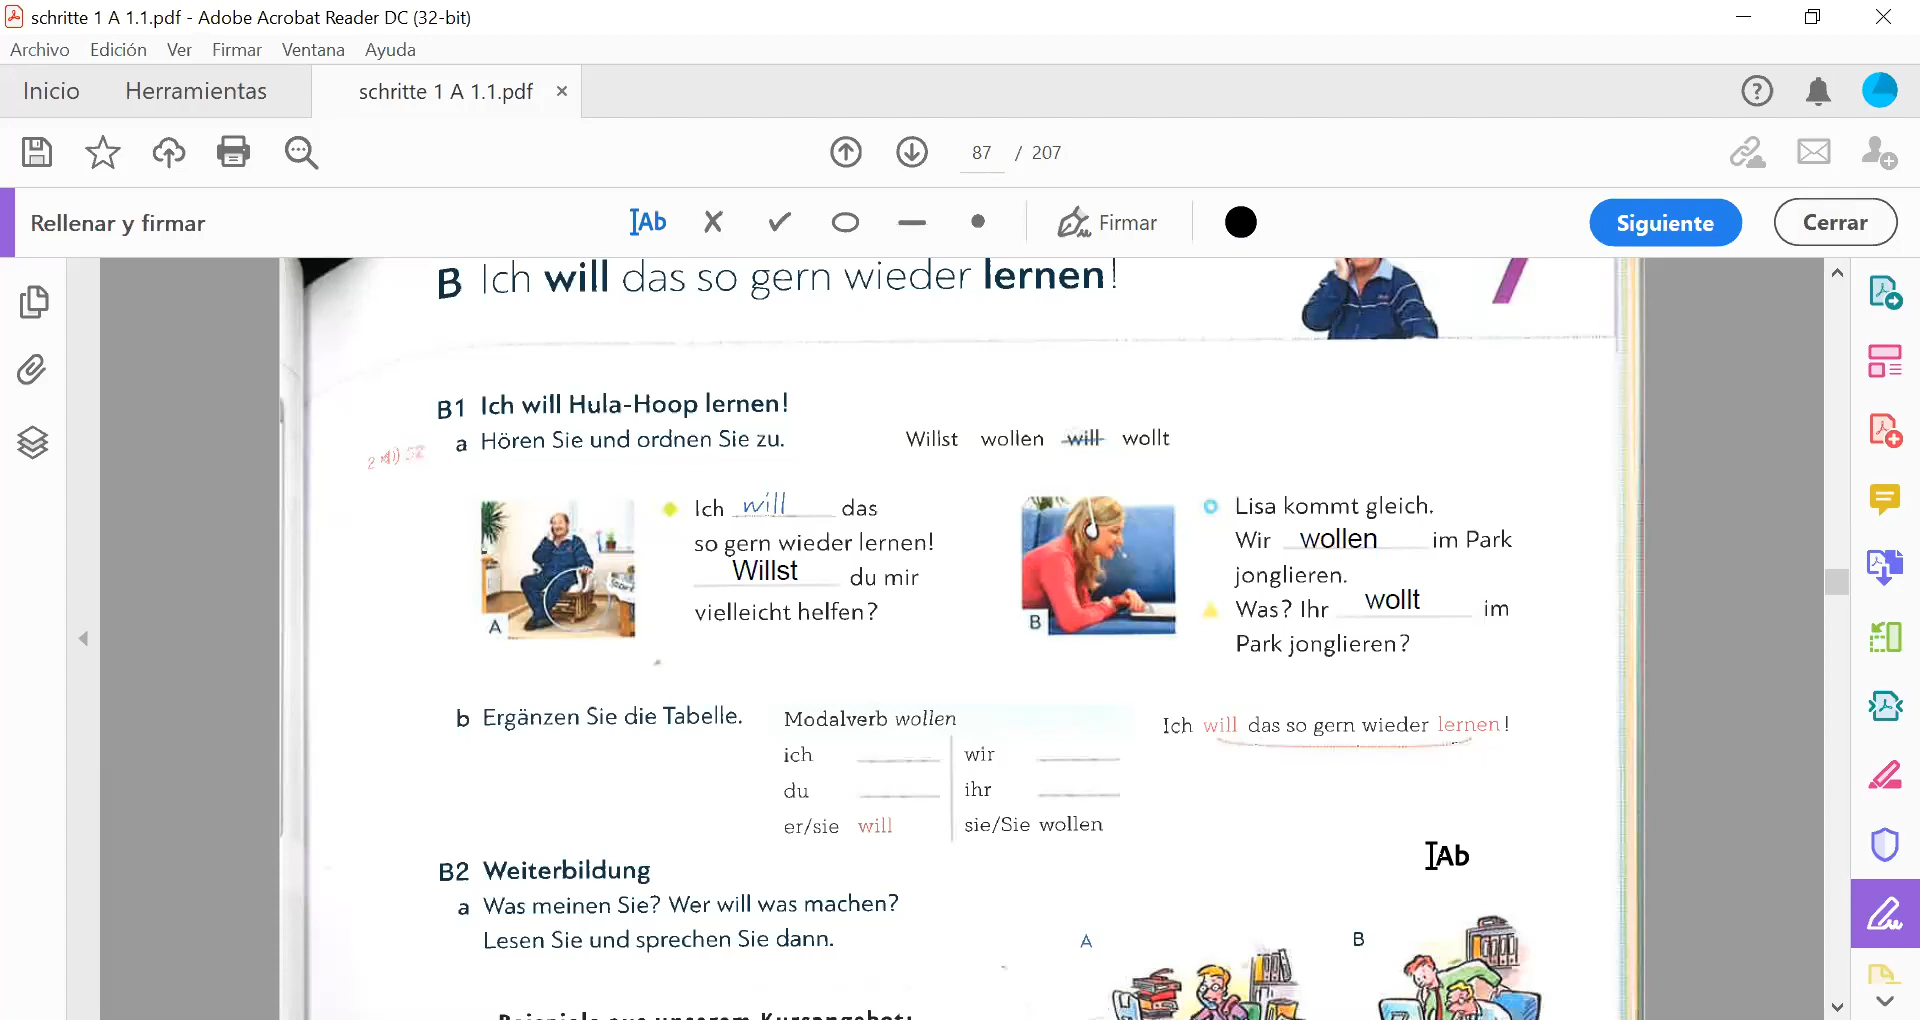 schritte 1 A 1.1.pdf - Adobe Acrobat Reader DC (32-bit)
Archivo Edición Ver Firmar Ventana Ayuda
Inicio Herramientas schritte 1 A 1.1.pdf ×
87 / 207
Rellenar y firmar IAb Firmar Siguiente Cerrar
B Ich will das so gern wieder lernen! 7
B1 Ich will Hula-Hoop lernen!
a Hören Sie und ordnen Sie zu. Willst wollen will wollt
Ich will das
so gern wieder lernen!
Willst du mir
vielleicht helfen?
A
Lisa kommt gleich.
Wir wollen im Park
jonglieren.
Was? Ihr wollt im
Park jonglieren?
B
b Ergänzen Sie die Tabelle.
Modalverb wollen
ich wir
du ihr
er/sie will sie/Sie wollen
Ich will das so gern wieder lernen!
IAb
B2 Weiterbildung
a Was meinen Sie? Wer will was machen?
Lesen Sie und sprechen Sie dann.
A B